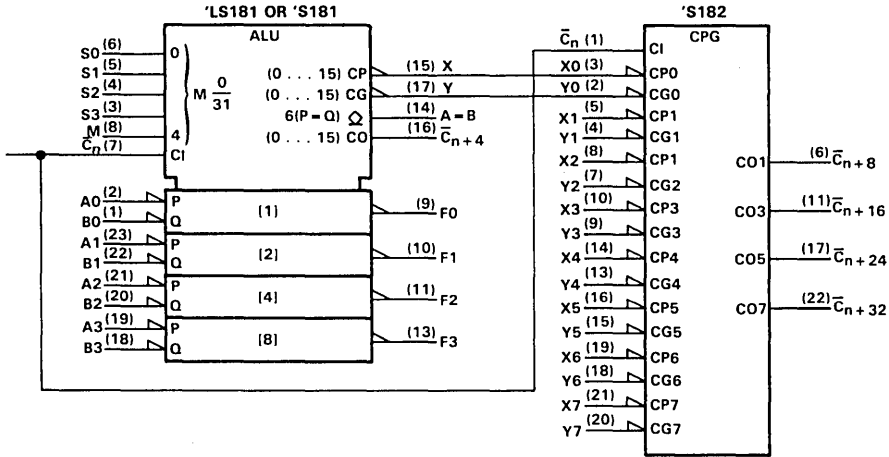 'LS181 OR 'S181
ALU
S0 (6) 0
S1 (5)
S2 (4)
S3 (3)
M (8) 4
C̅n (7) CI
M 0/31
(0 . . . 15) CP (15) X
(0 . . . 15) CG (17) Y
6(P = Q) ◇ (14) A = B
(0 . . . 15) CO (16) C̅n+4
A0 (2) P
B0 (1) Q
[1] (9) F0
A1 (23) P
B1 (22) Q
[2] (10) F1
A2 (21) P
B2 (20) Q
[4] (11) F2
A3 (19) P
B3 (18) Q
[8] (13) F3
'S182
CPG
C̅n (1) CI
X0 (3) CP0
Y0 (2) CG0
X1 (5) CP1
Y1 (4) CG1
X2 (8) CP1
Y2 (7) CG2
X3 (10) CP3
Y3 (9) CG3
X4 (14) CP4
Y4 (13) CG4
X5 (16) CP5
Y5 (15) CG5
X6 (19) CP6
Y6 (18) CG6
X7 (21) CP7
Y7 (20) CG7
CO1 (6) C̅n+8
CO3 (11) C̅n+16
CO5 (17) C̅n+24
CO7 (22) C̅n+32